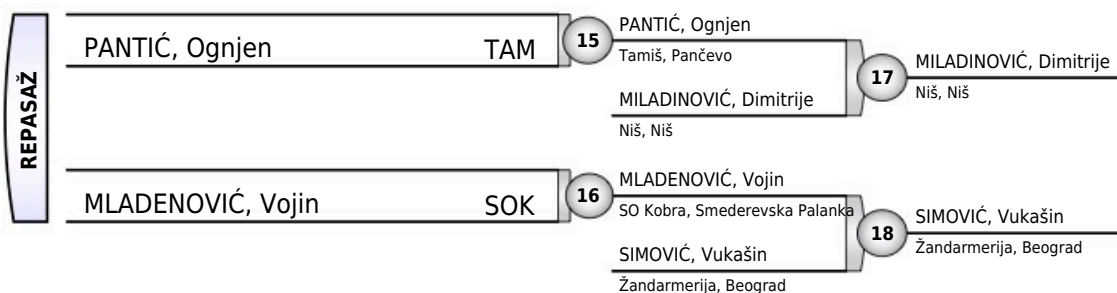 REPASAŽ
PANTIĆ, Ognjen TAM
15
PANTIĆ, Ognjen
Tamiš, Pančevo
MILADINOVIĆ, Dimitrije
Niš, Niš
17
MILADINOVIĆ, Dimitrije
Niš, Niš
MLADENOVIĆ, Vojin SOK
16
MLADENOVIĆ, Vojin
SO Kobra, Smederevska Palanka
SIMOVIĆ, Vukašin
Žandarmerija, Beograd
18
SIMOVIĆ, Vukašin
Žandarmerija, Beograd